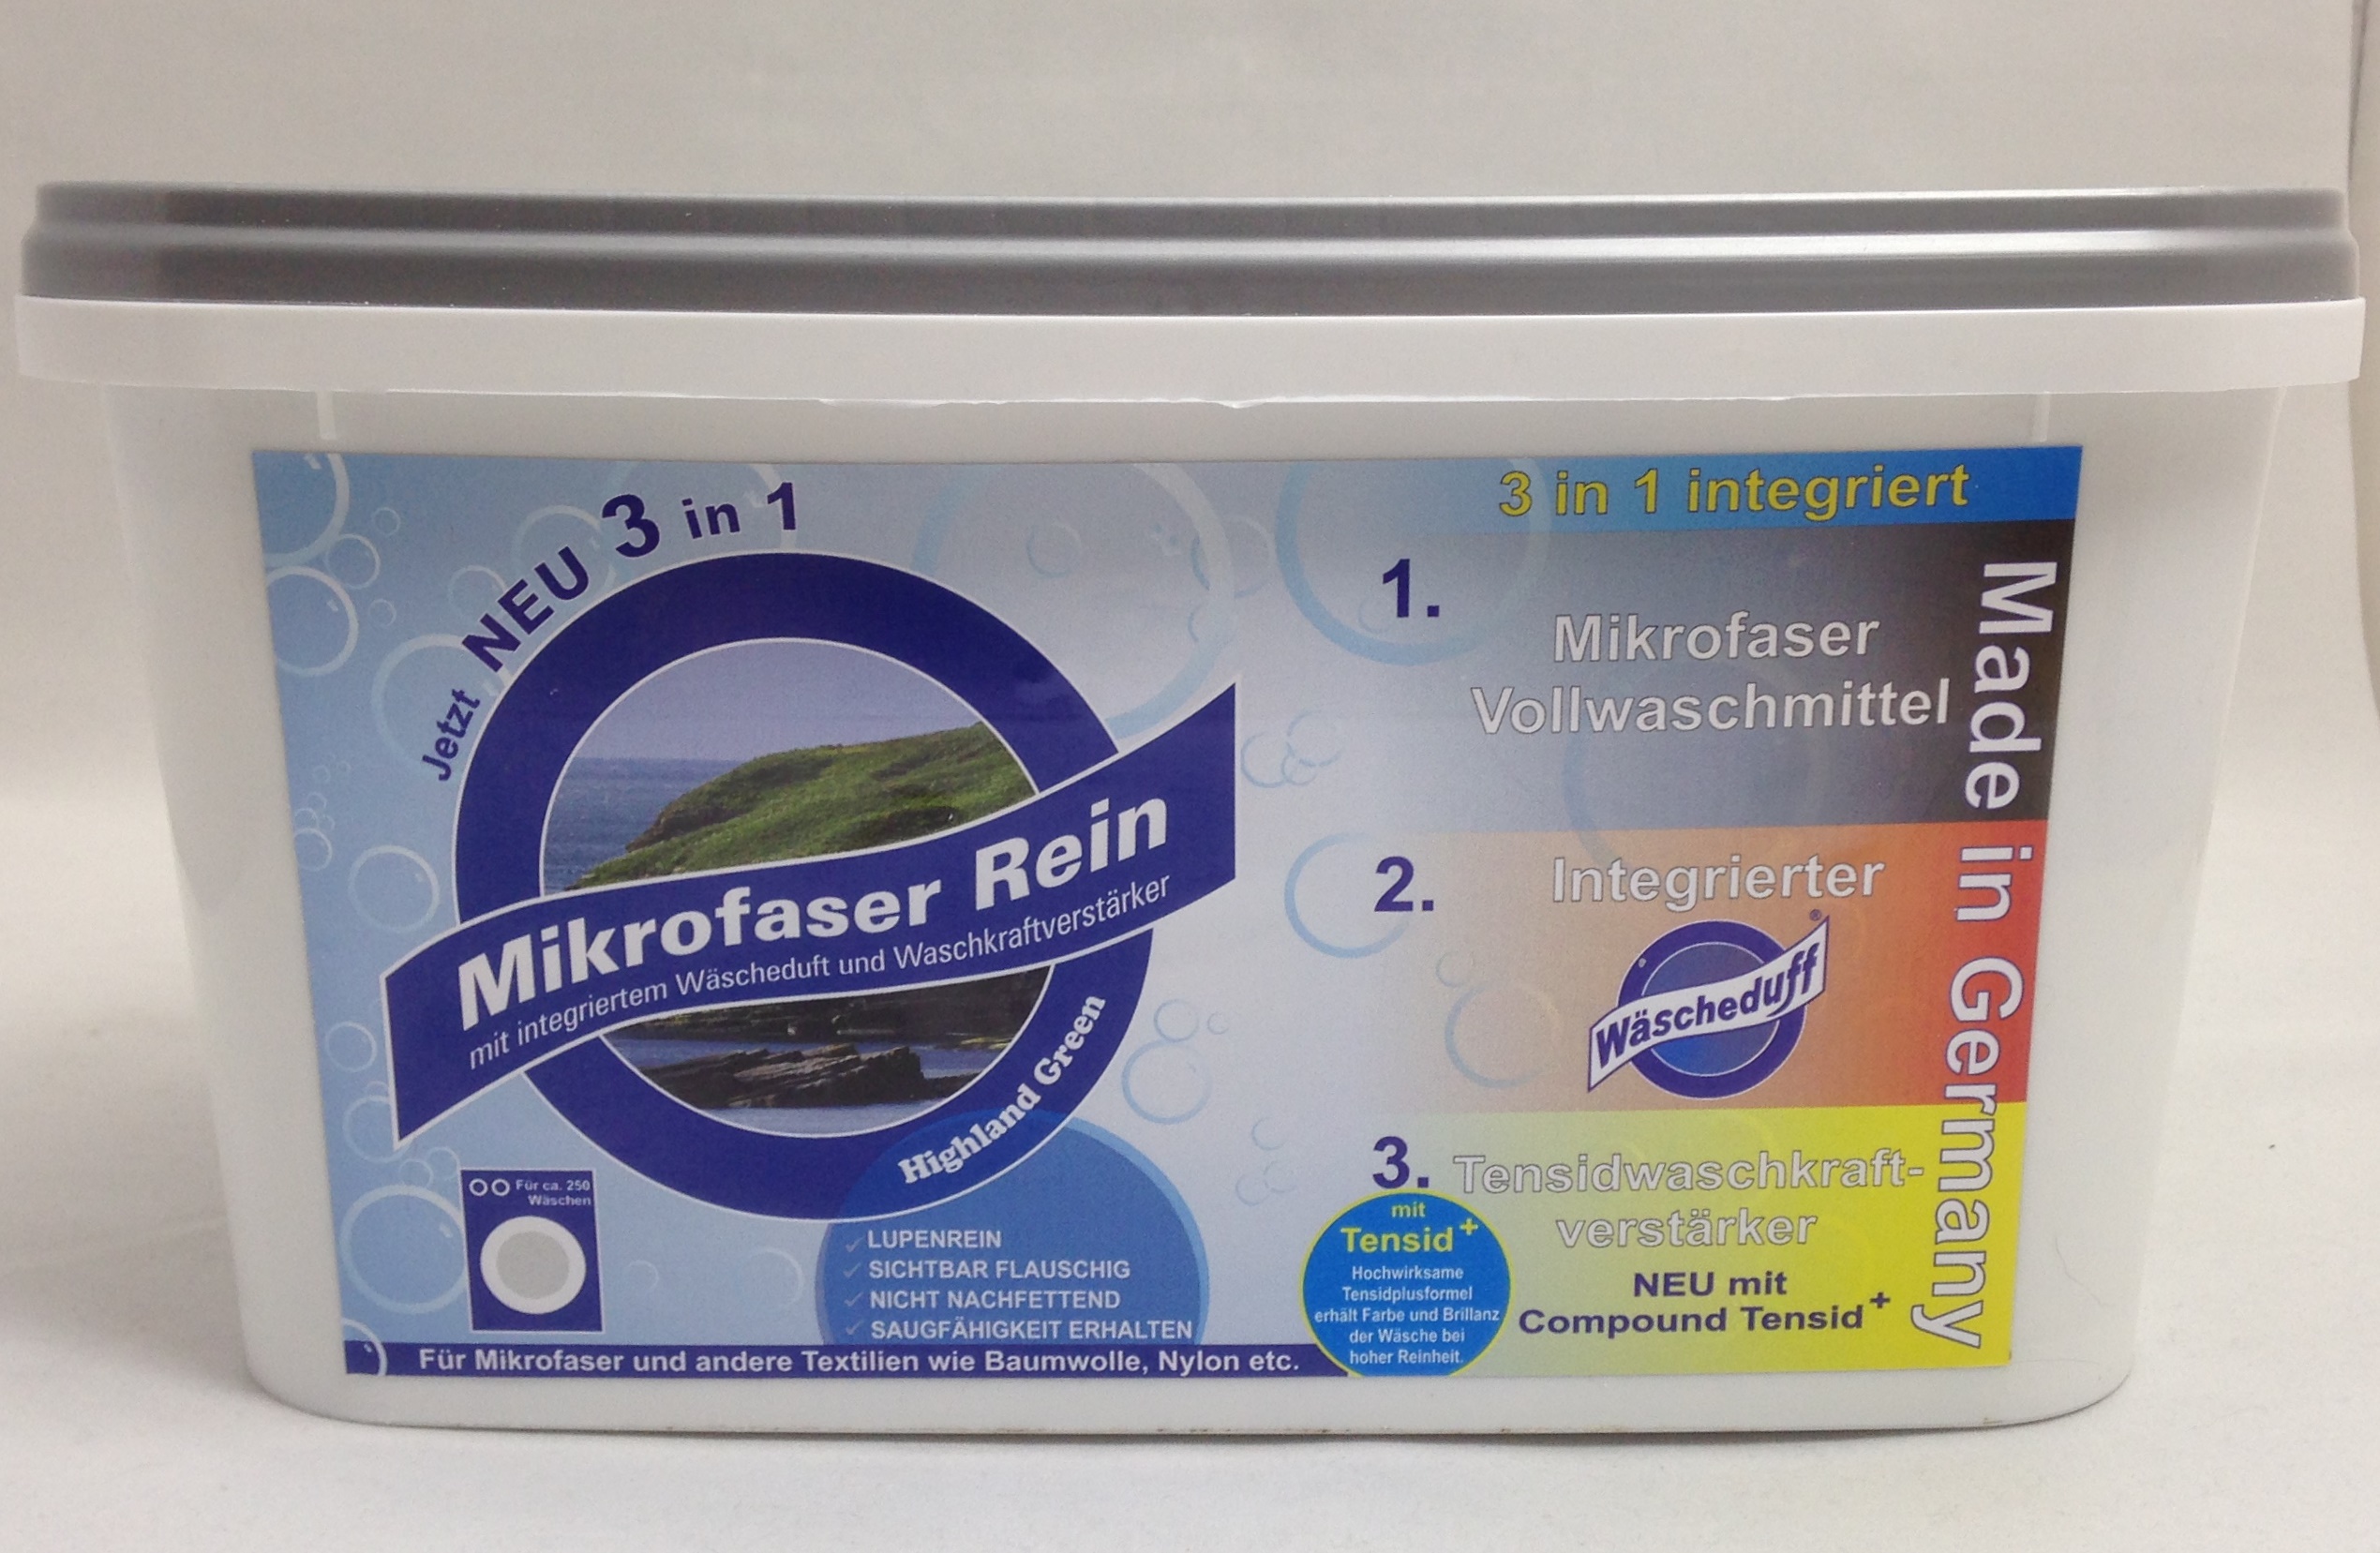 Jetzt NEU 3 in 1
Mikrofaser Rein
mit integriertem Wäscheduft und Waschkraftverstärker
Highland Green
Für ca. 250
Wäschen
LUPENREIN
SICHTBAR FLAUSCHIG
NICHT NACHFETTEND
SAUGFÄHIGKEIT ERHALTEN
Für Mikrofaser und andere Textilien wie Baumwolle, Nylon etc.
3 in 1 integriert
1.
Mikrofaser
Vollwaschmittel
2.
Integrierter
Wäscheduft®
3. Tensidwaschkraft-
verstärker
NEU mit
Compound Tensid+
mit
Tensid+
Hochwirksame
Tensidplusformel
erhält Farbe und Brillanz
der Wäsche bei
hoher Reinheit.
Made in Germany